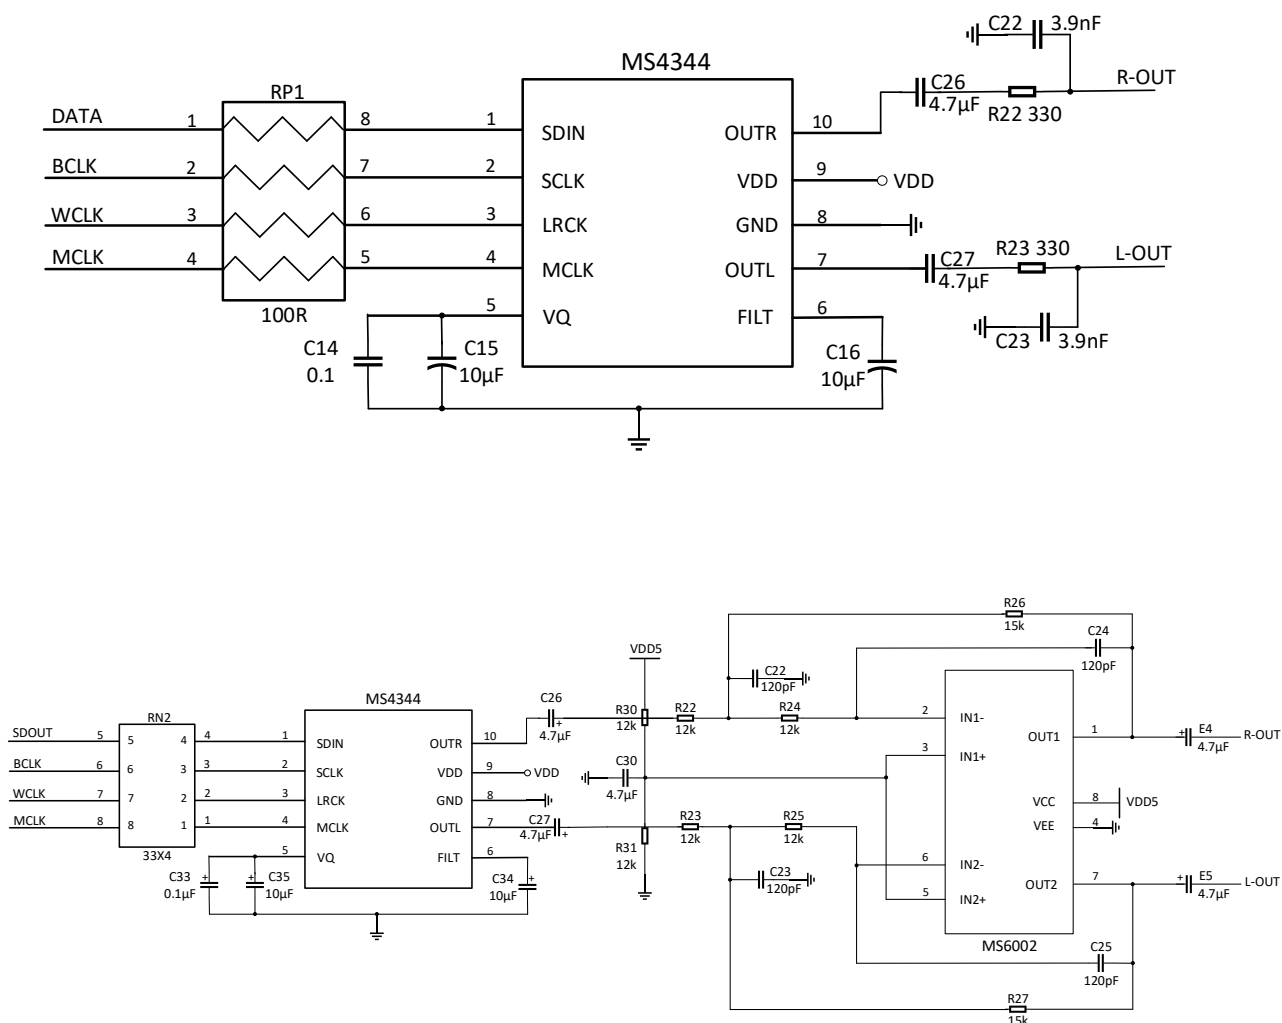 C22 3.9nF
MS4344
RP1
C26
4.7μF
R22 330
R-OUT
DATA 1 8 1 SDIN OUTR 10
BCLK 2 7 2 SCLK VDD 9 VDD
WCLK 3 6 3 LRCK GND 8
MCLK 4 5 4 MCLK OUTL 7
R23 330
L-OUT
C27
4.7μF
100R
5 VQ FILT 6
C23 3.9nF
C14
0.1
C15
10μF
C16
10μF
R26
15k
C24
120pF
VDD5
C22
120pF
MS4344
C26
4.7μF
+
R30
12k
R22
12k
R24
12k
2 IN1-
RN2
SDOUT 5 5 4 4 1 SDIN OUTR 10
3 IN1+
OUT1 1
+ E4
4.7μF
R-OUT
BCLK 6 6 3 3 2 SCLK VDD 9 VDD
C30
4.7μF
WCLK 7 7 2 2 3 LRCK GND 8
VCC 8 VDD5
VEE 4
MCLK 8 8 1 1 4 MCLK OUTL 7
C27
4.7μF
+
R23
12k
R25
12k
R31
12k
33X4
5 VQ FILT 6
6 IN2-
C33
0.1μF
+
C35
10μF
+
C34
10μF
+
C23
120pF
5 IN2+
OUT2 7
+ E5
4.7μF
L-OUT
MS6002
C25
120pF
R27
15k